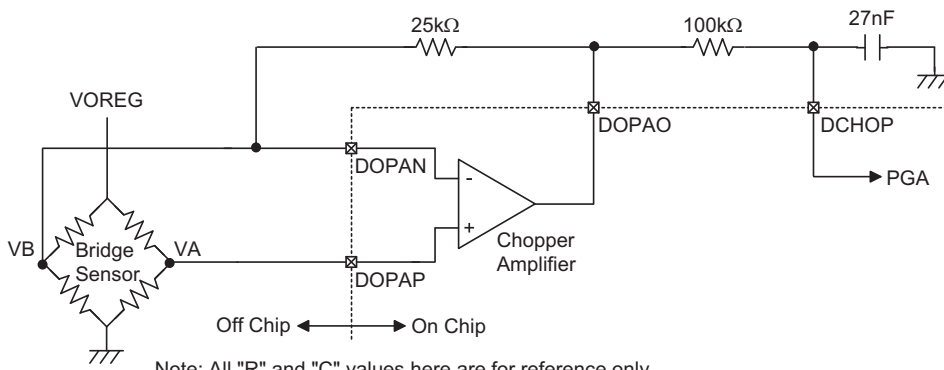 25kΩ
100kΩ
27nF
VOREG
DOPAO
DCHOP
DOPAN
-
PGA
+
Chopper
Amplifier
VB
Bridge
Sensor
VA
DOPAP
Off Chip
On Chip
Note: All "R" and "C" values here are for reference only